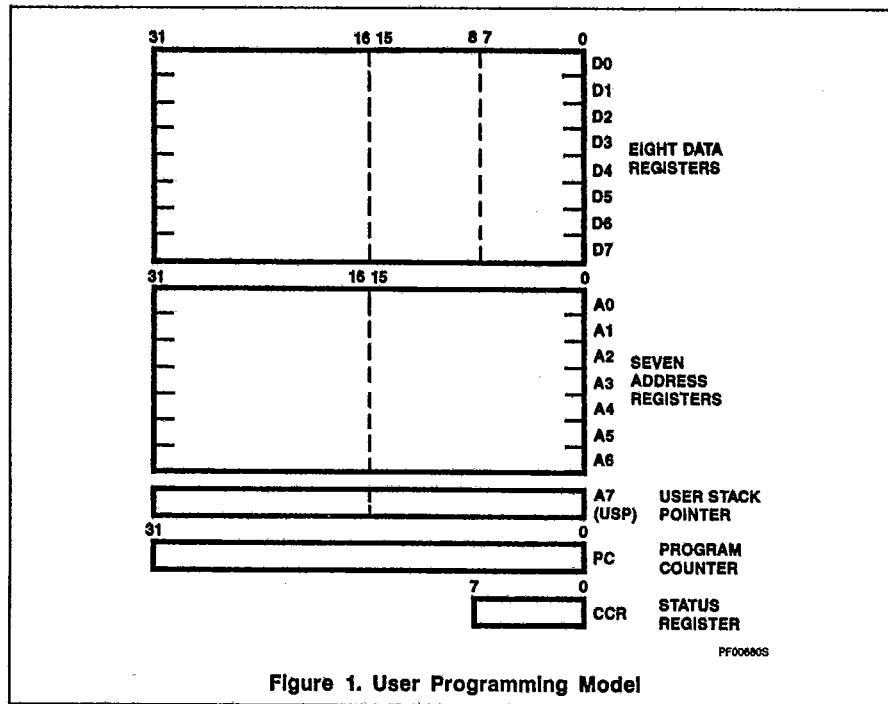 31 16 15 8 7 0
D0
D1
D2
D3
D4
D5
D6
D7
EIGHT DATA
REGISTERS
31 16 15 0
A0
A1
A2
A3
A4
A5
A6
SEVEN
ADDRESS
REGISTERS
A7
(USP)
USER STACK
POINTER
31 0
PC
PROGRAM
COUNTER
7 0
CCR
STATUS
REGISTER
PF00680S
Figure 1. User Programming Model